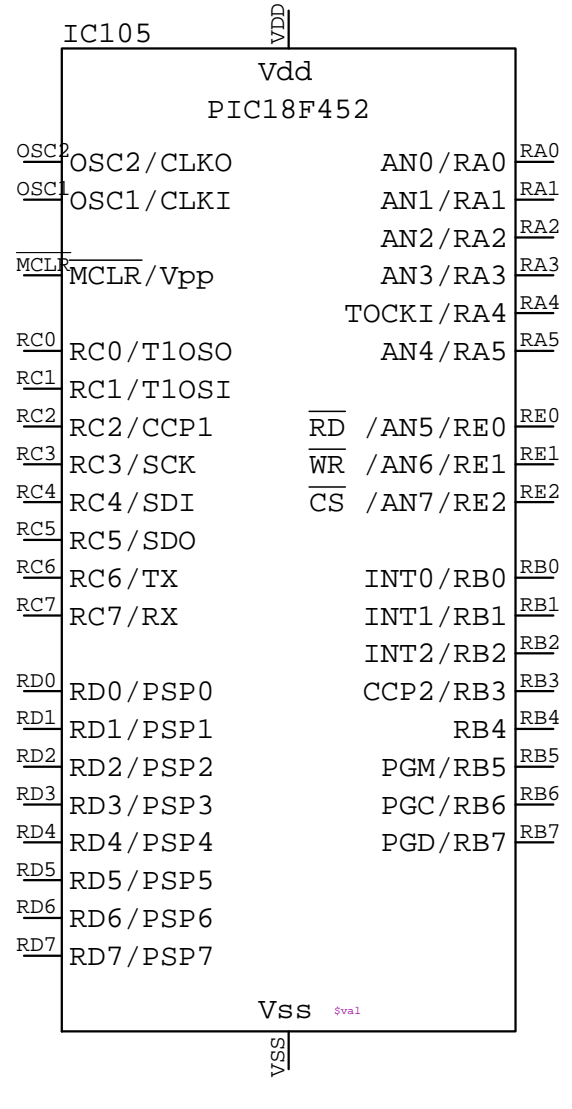 IC105
VDD
Vdd
PIC18F452
OSC2 OSC2/CLKO AN0/RA0 RA0
OSC1 OSC1/CLKI AN1/RA1 RA1
AN2/RA2 RA2
MCLR MCLR/Vpp AN3/RA3 RA3
TOCKI/RA4 RA4
RC0 RC0/T1OSO AN4/RA5 RA5
RC1 RC1/T1OSI
RC2 RC2/CCP1 RD /AN5/RE0 RE0
RC3 RC3/SCK WR /AN6/RE1 RE1
RC4 RC4/SDI CS /AN7/RE2 RE2
RC5 RC5/SDO
RC6 RC6/TX INT0/RB0 RB0
RC7 RC7/RX INT1/RB1 RB1
INT2/RB2 RB2
RD0 RD0/PSP0 CCP2/RB3 RB3
RD1 RD1/PSP1 RB4 RB4
RD2 RD2/PSP2 PGM/RB5 RB5
RD3 RD3/PSP3 PGC/RB6 RB6
RD4 RD4/PSP4 PGD/RB7 RB7
RD5 RD5/PSP5
RD6 RD6/PSP6
RD7 RD7/PSP7
Vss $val
VSS